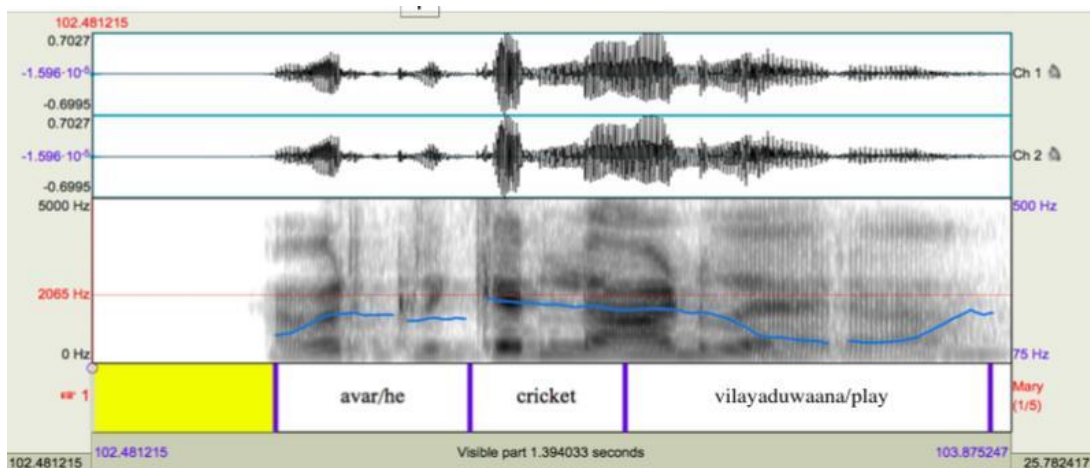 102.481215
0.7027
-1.596·10⁻⁵
-0.6995
Ch 1
0.7027
-1.596·10⁻⁵
-0.6995
Ch 2
5000 Hz
500 Hz
2065 Hz
0 Hz
75 Hz
1
avar/he
cricket
vilayaduwaana/play
Mary
(1/5)
102.481215
103.875247
102.481215
Visible part 1.394033 seconds
25.782417